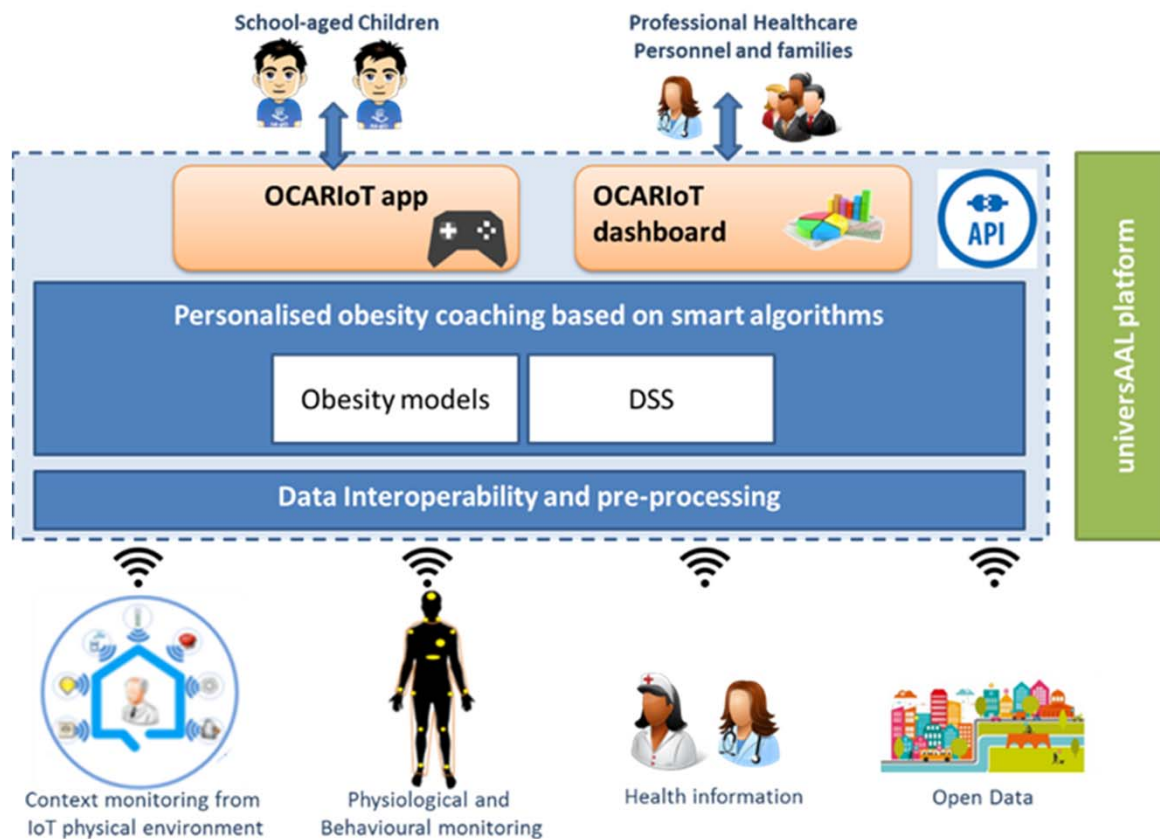 School-aged Children
Professional Healthcare
Personnel and families
OCARIoT app
OCARIoT
dashboard
API
universAAL platform
Personalised obesity coaching based on smart algorithms
Obesity models
DSS
Data Interoperability and pre-processing
Context monitoring from
IoT physical environment
Physiological and
Behavioural monitoring
Health information
Open Data